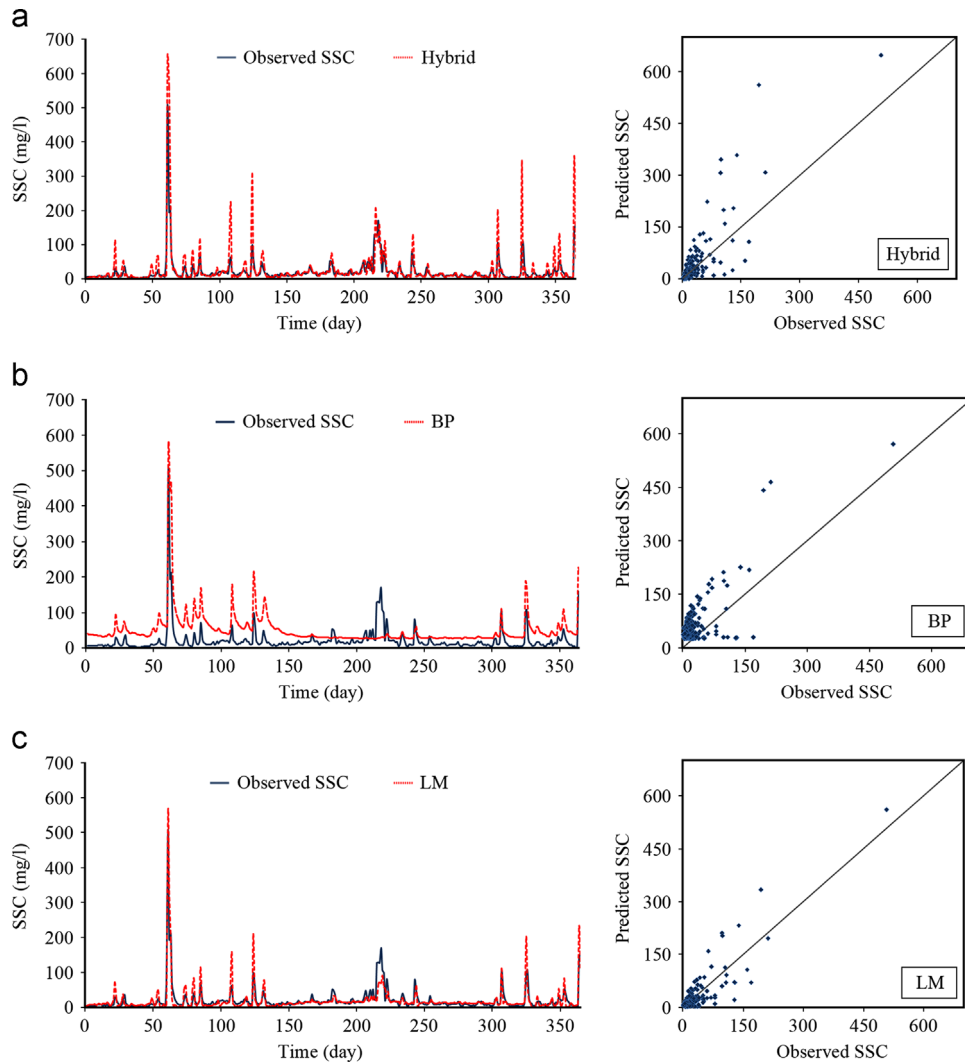 a
700
600
500
400
300
200
100
0
SSC (mg/l)
Observed SSC
Hybrid
0 50 100 150 200 250 300 350
Time (day)
600
450
300
150
0
Predicted SSC
Hybrid
0 150 300 450 600
Observed SSC
b
700
600
500
400
300
200
100
0
SSC (mg/l)
Observed SSC
BP
0 50 100 150 200 250 300 350
Time (day)
600
450
300
150
0
Predicted SSC
BP
0 150 300 450 600
Observed SSC
c
700
600
500
400
300
200
100
0
SSC (mg/l)
Observed SSC
LM
0 50 100 150 200 250 300 350
Time (day)
600
450
300
150
0
Predicted SSC
LM
0 150 300 450 600
Observed SSC